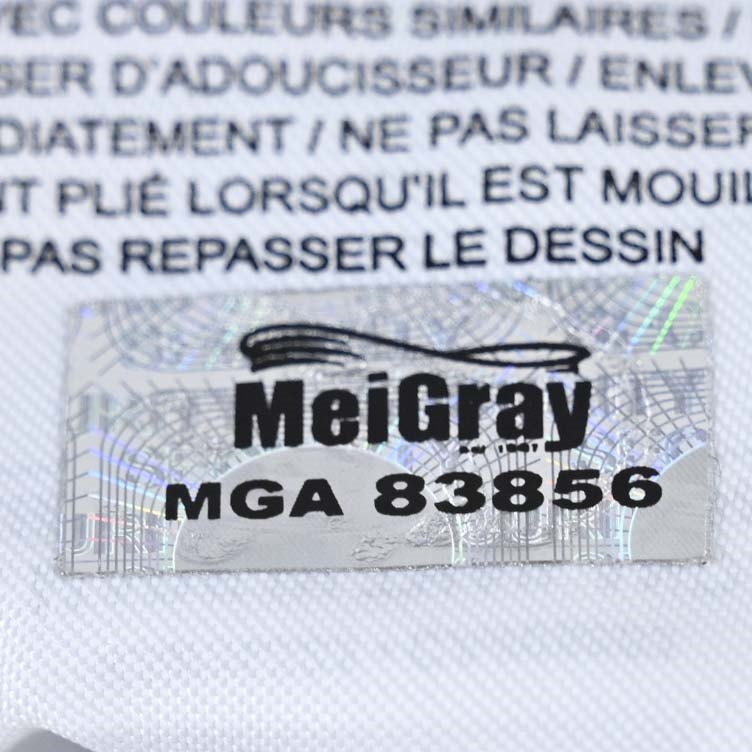 EC COULEURS SIMILAIRES /
SER D'ADOUCISSEUR / ENLEV
DIATEMENT / NE PAS LAISSER
NT PLIÉ LORSQU'IL EST MOUIL
PAS REPASSER LE DESSIN
MeiGray
MGA 83856